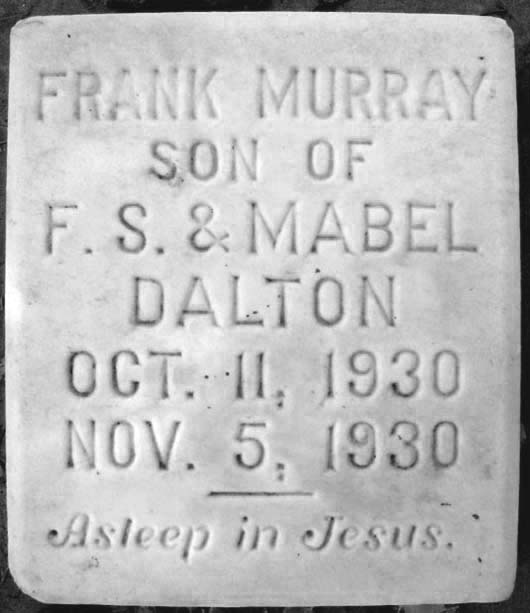 FRANK MURRAY
SON OF
F. S. & MABEL
DALTON
OCT. 11, 1930
NOV. 5, 1930
Asleep in Jesus.